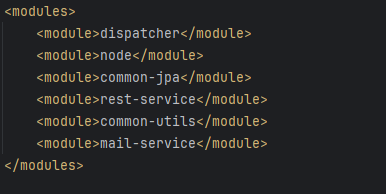 <modules>
    <module>dispatcher</module>
    <module>node</module>
    <module>common-jpa</module>
    <module>rest-service</module>
    <module>common-utils</module>
    <module>mail-service</module>
</modules>